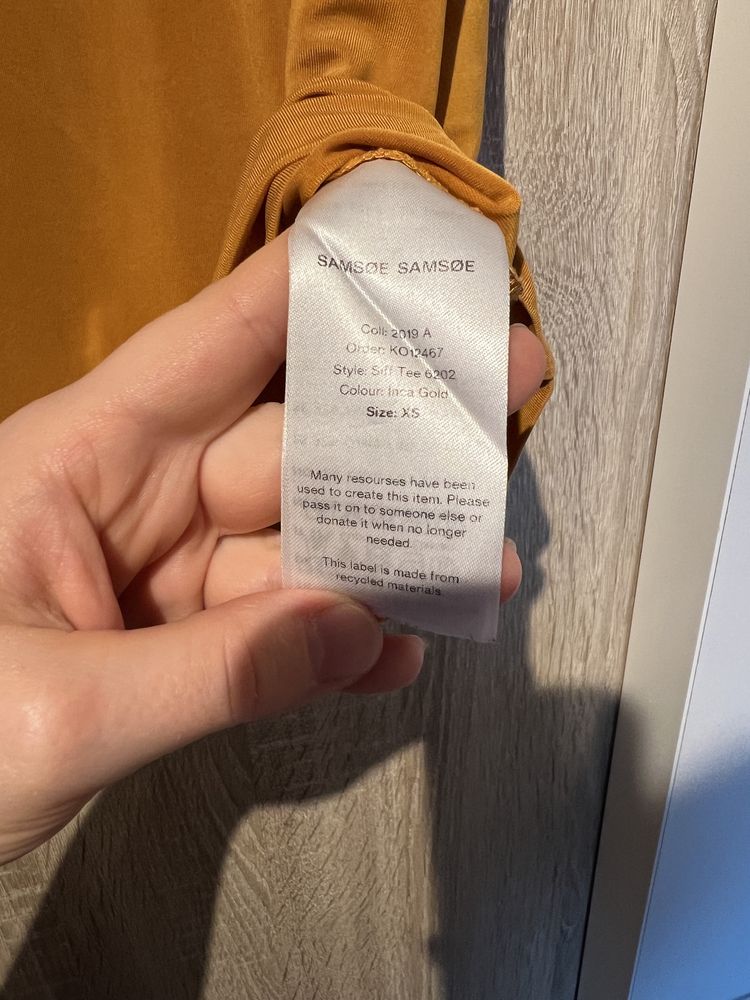 SAMSØE SAMSØE
Coll: 2019 A
Order: KO12467
Style: Siff Tee 6202
Colour: Inca Gold
Size: XS
Many resourses have been
used to create this item. Please
pass it on to someone else or
donate it when no longer
needed.
This label is made from
recycled materials.